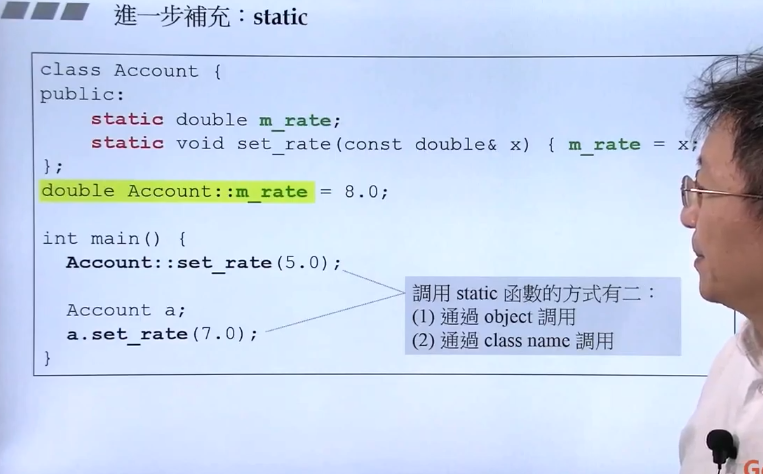 進一步補充：static
class Account {
public:
static double m_rate;
static void set_rate(const double& x) { m_rate = x;
};
double Account::m_rate = 8.0;
int main() {
Account::set_rate(5.0);
Account a;
a.set_rate(7.0);
}
調用 static 函數的方式有二：
(1) 通過 object 調用
(2) 通過 class name 調用